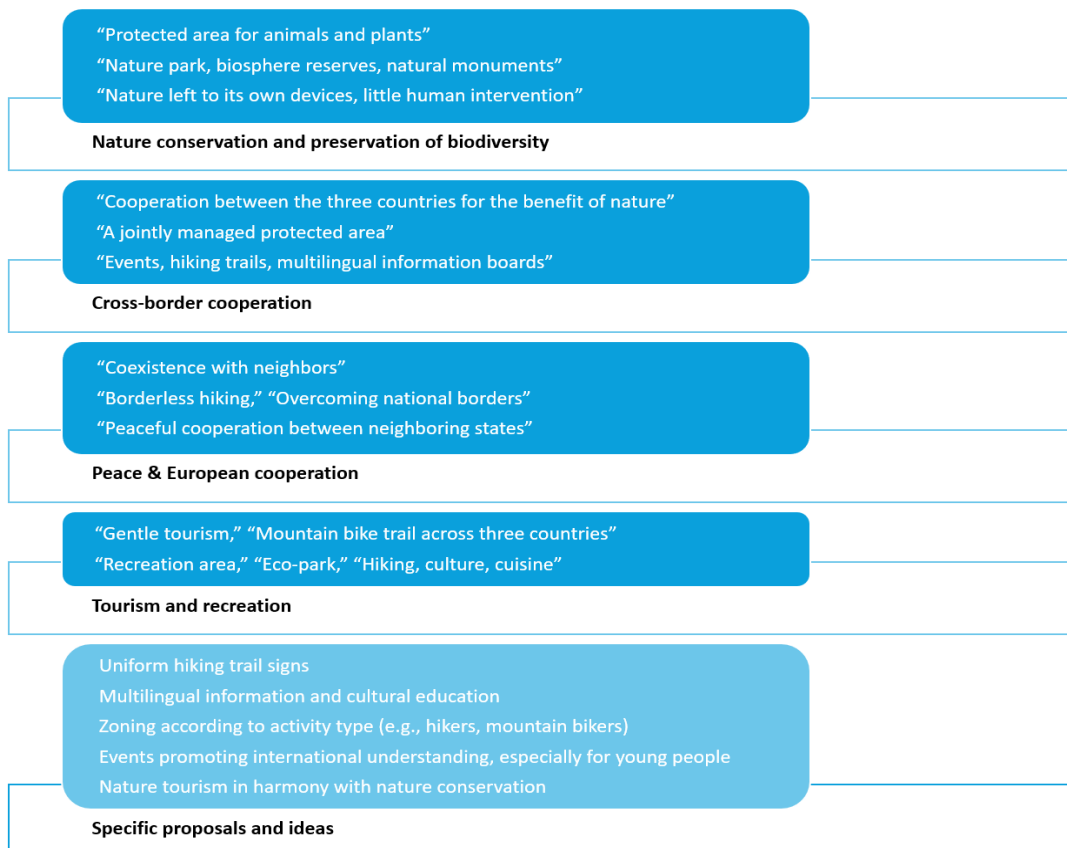 “Protected area for animals and plants”
“Nature park, biosphere reserves, natural monuments”
“Nature left to its own devices, little human intervention”
Nature conservation and preservation of biodiversity
“Cooperation between the three countries for the benefit of nature”
“A jointly managed protected area”
“Events, hiking trails, multilingual information boards”
Cross-border cooperation
“Coexistence with neighbors”
“Borderless hiking,” “Overcoming national borders”
“Peaceful cooperation between neighboring states”
Peace & European cooperation
“Gentle tourism,” “Mountain bike trail across three countries”
“Recreation area,” “Eco-park,” “Hiking, culture, cuisine”
Tourism and recreation
Uniform hiking trail signs
Multilingual information and cultural education
Zoning according to activity type (e.g., hikers, mountain bikers)
Events promoting international understanding, especially for young people
Nature tourism in harmony with nature conservation
Specific proposals and ideas